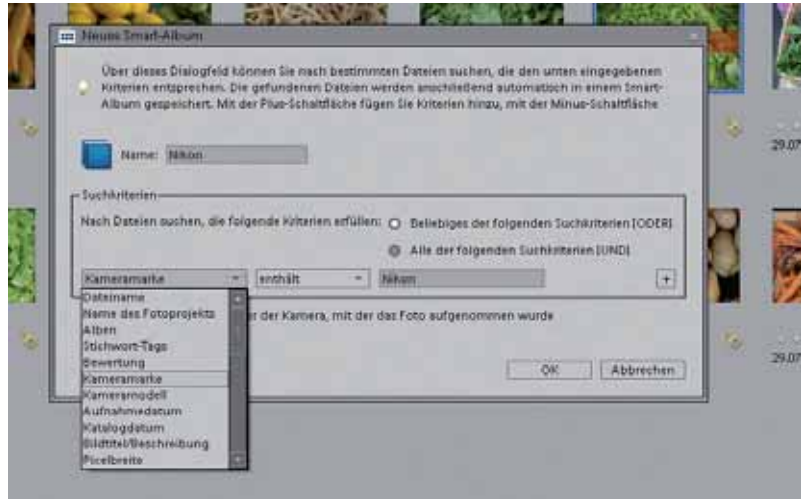 Neues Smart-Album
Über dieses Dialogfeld können Sie nach bestimmten Dateien suchen, die den unten eingegebenen
Kriterien entsprechen. Die gefundenen Dateien werden anschließend automatisch in einem Smart-
Album gespeichert. Mit der Plus-Schaltfläche fügen Sie Kriterien hinzu, mit der Minus-Schaltfläche
Name: Nikon
29.07
Suchkriterien
Nach Dateien suchen, die folgende Kriterien erfüllen: Beliebiges der folgenden Suchkriterien [ODER]
Alle der folgenden Suchkriterien [UND]
Kameramarke enthält Nikon +
Dateiname
Name des Fotoprojekts
er der Kamera, mit der das Foto aufgenommen wurde
Alben
Stichwort-Tags
29.07
Bewertung
Kameramarke
OK Abbrechen
Kameramodell
Aufnahmedatum
Katalogdatum
Bildtitel/Beschreibung
Pixelbreite